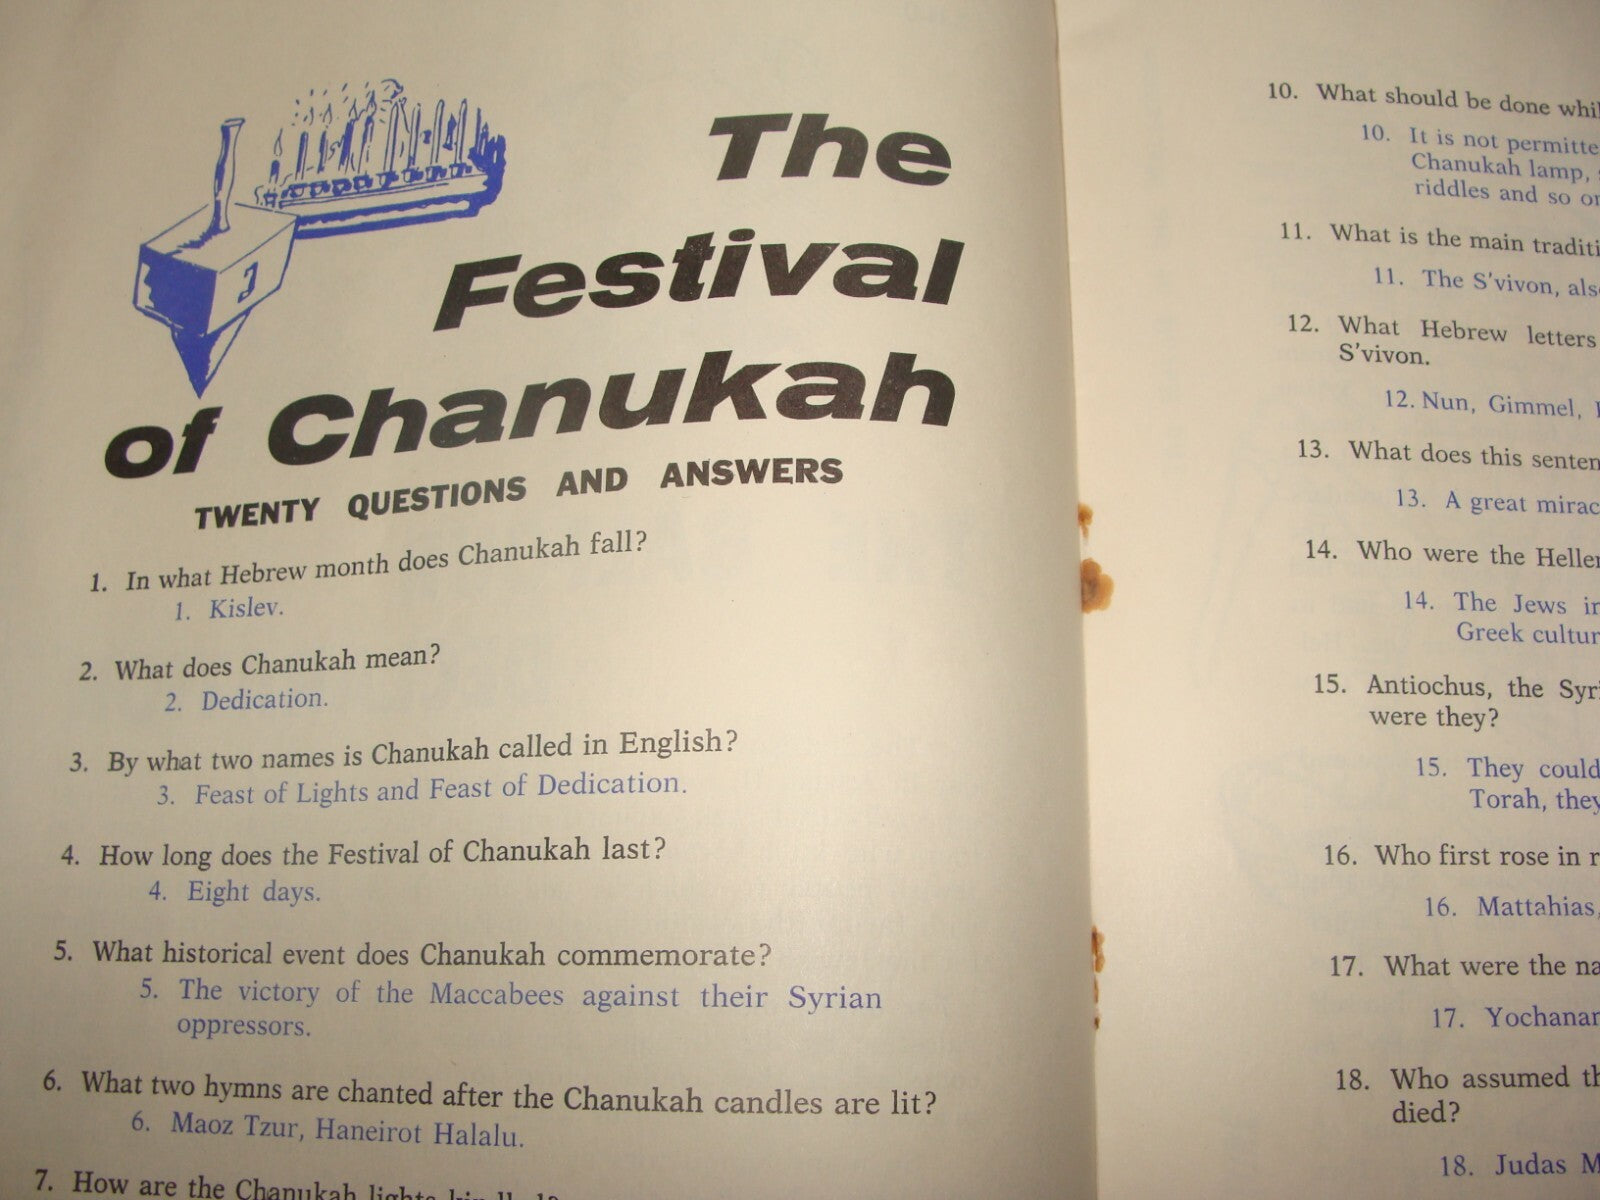 The
Festival
of Chanukah
TWENTY QUESTIONS AND ANSWERS
1. In what Hebrew month does Chanukah fall?
1. Kislev.
2. What does Chanukah mean?
2. Dedication.
3. By what two names is Chanukah called in English?
3. Feast of Lights and Feast of Dedication.
4. How long does the Festival of Chanukah last?
4. Eight days.
5. What historical event does Chanukah commemorate?
5. The victory of the Maccabees against their Syrian
oppressors.
6. What two hymns are chanted after the Chanukah candles are lit?
6. Maoz Tzur, Haneirot Halalu.
7. How are the Chanukah lights
10. What should be done
10. It is not
Chanukah lamp,
riddles and so
11. What is the main
11. The S'vivon,
12. What Hebrew letters
S'vivon.
12. Nun, Gimmel,
13. What does this
13. A great
14. Who were the
14. The Jews
Greek
15. Antiochus, the
were they?
15. They could
Torah, they
16. Who first rose in
16. Mattahias,
17. What were the
17.
18. Who assumed
died?
18. Judas